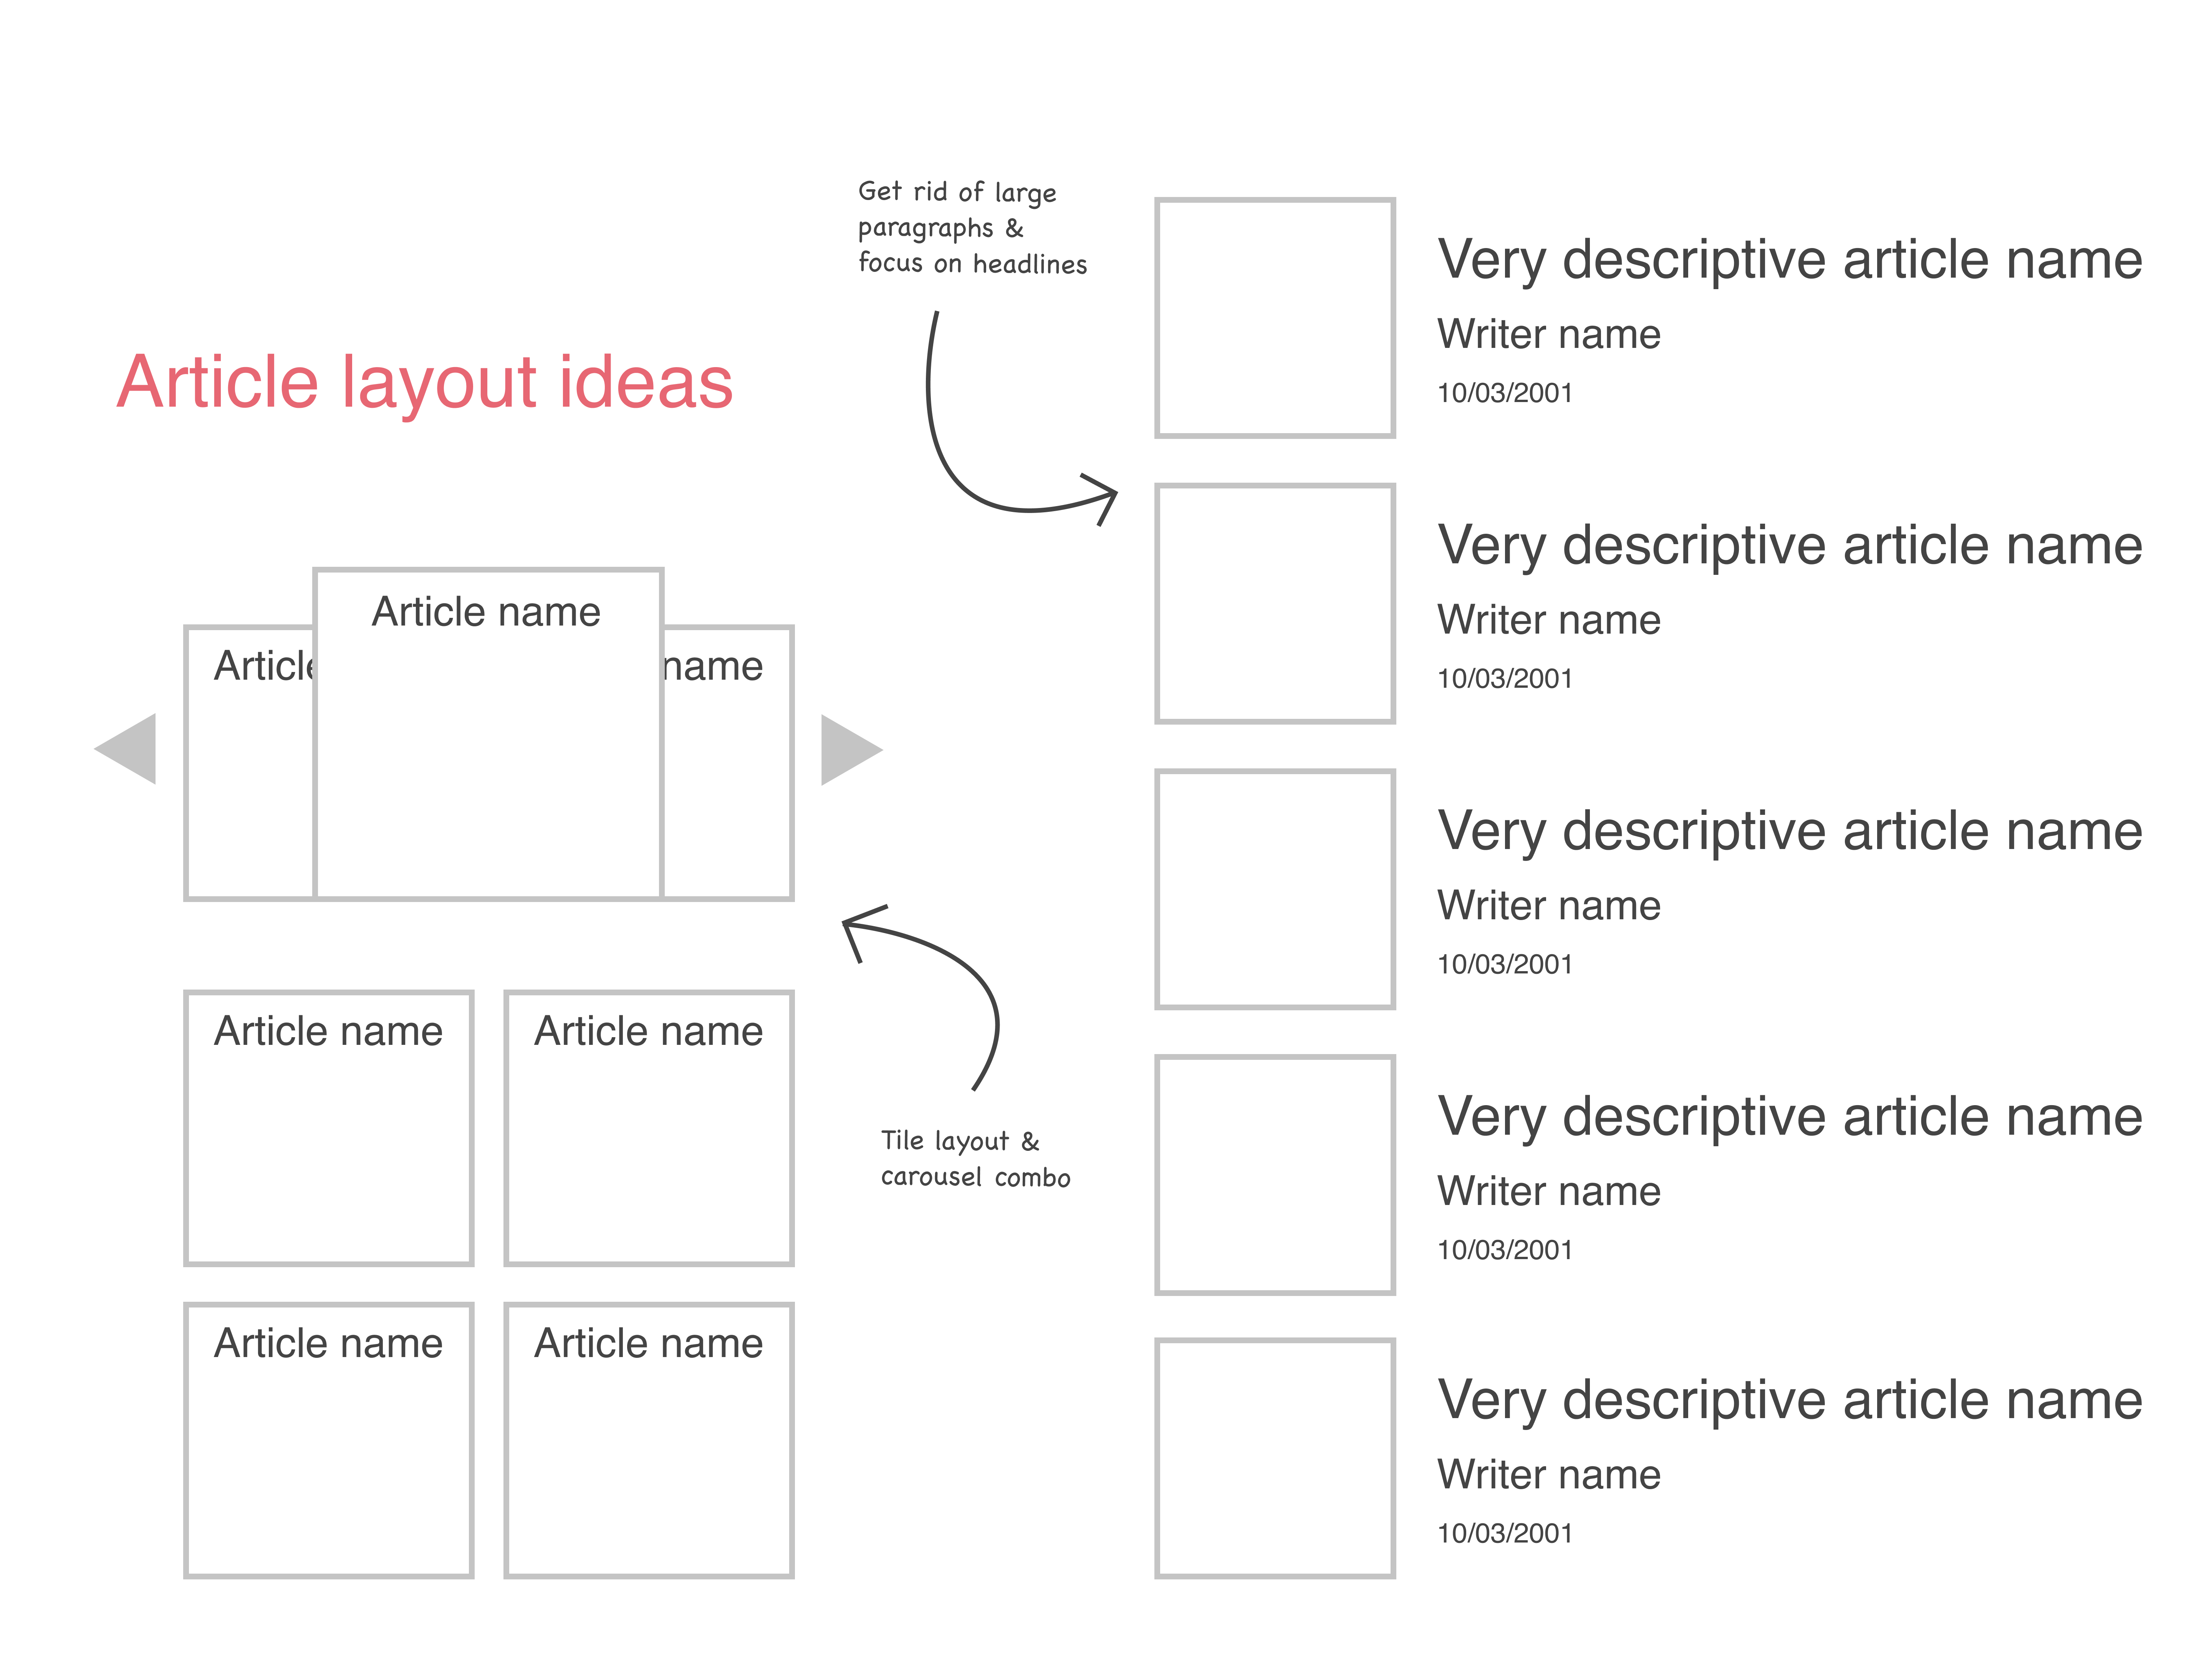 Article layout ideas
Get rid of large
paragraphs &
focus on headlines
Article name
Article
name
Article name
Article name
Article name
Article name
Tile layout &
carousel combo
Very descriptive article name
Writer name
10/03/2001
Very descriptive article name
Writer name
10/03/2001
Very descriptive article name
Writer name
10/03/2001
Very descriptive article name
Writer name
10/03/2001
Very descriptive article name
Writer name
10/03/2001